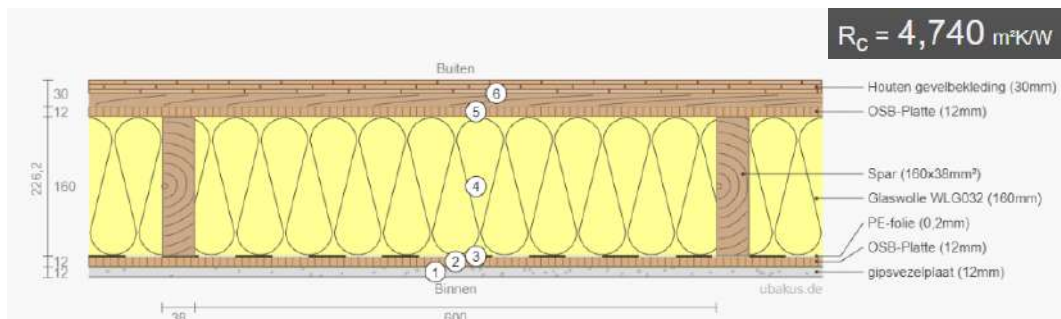 Rc = 4,740 m²K/W
Buiten
30
6
Houten gevelbekleding (30mm)
12
5
OSB-Platte (12mm)
226,2
160
4
Spar (160x38mm²)
Glaswolle WLG032 (160mm)
PE-folie (0,2mm)
12
2
3
OSB-Platte (12mm)
12
1
gipsvezelplaat (12mm)
Binnen
ubakus.de
38
600